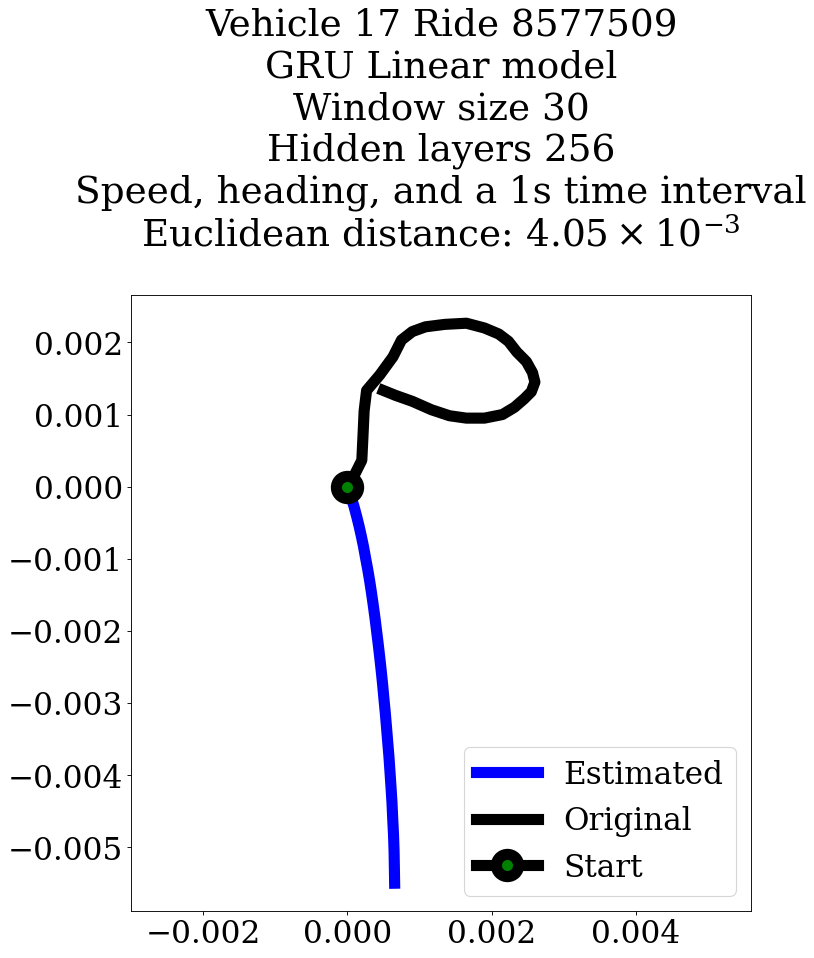 Vehicle 17 Ride 8577509
GRU Linear model
Window size 30
Hidden layers 256
Speed, heading, and a 1s time interval
Euclidean distance: 4.05 × 10⁻³
0.002
0.001
0.000
−0.001
−0.002
−0.003
−0.004
−0.005
Estimated
Original
Start
−0.002 0.000 0.002 0.004